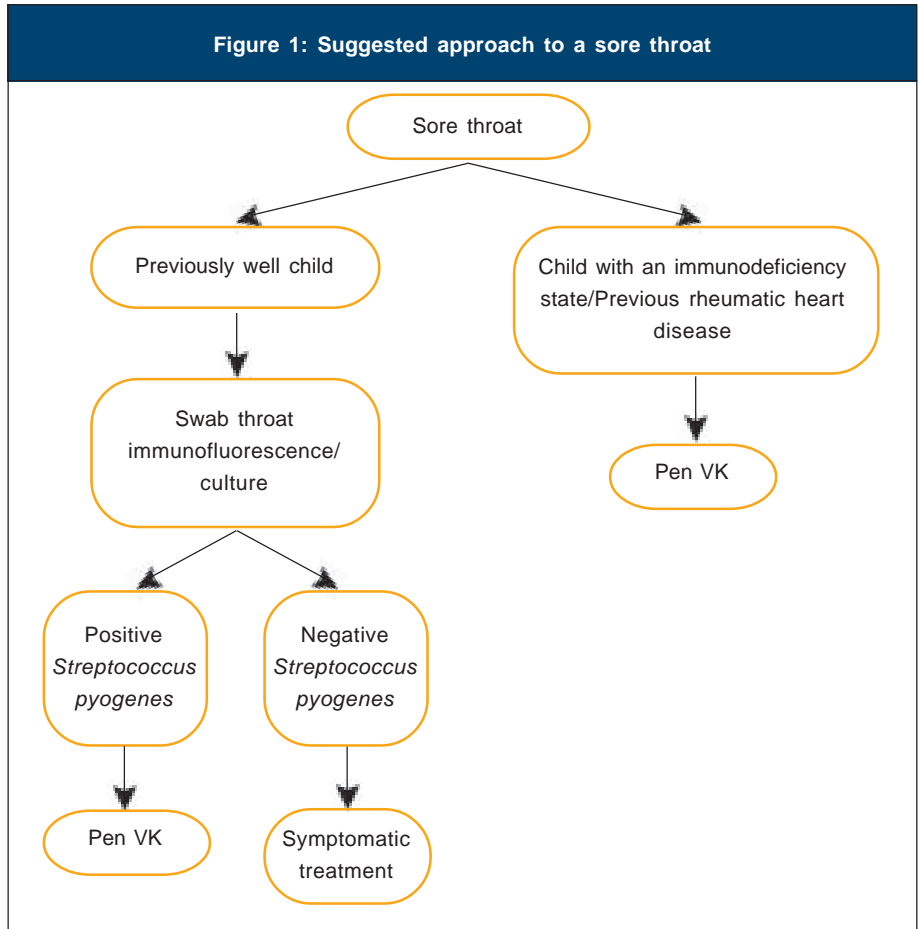 Figure 1: Suggested approach to a sore throat
Sore throat
Previously well child
Child with an immunodeficiency
state/Previous rheumatic heart
disease
Swab throat
immunofluorescence/
culture
Pen VK
Positive
Streptococcus
pyogenes
Negative
Streptococcus
pyogenes
Pen VK
Symptomatic
treatment